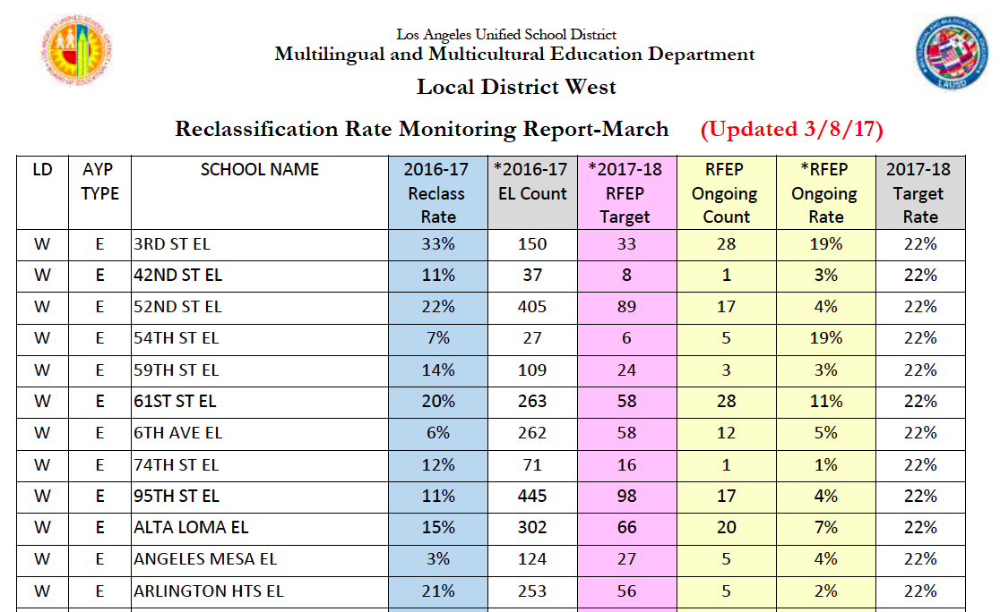 Los Angeles Unified School District
Multilingual and Multicultural Education Department
Local District West
Reclassification Rate Monitoring Report-March (Updated 3/8/17)
LD AYP TYPE SCHOOL NAME 2016-17 Reclass Rate *2016-17 EL Count *2017-18 RFEP Target RFEP Ongoing Count *RFEP Ongoing Rate 2017-18 Target Rate
W E 3RD ST EL 33% 150 33 28 19% 22%
W E 42ND ST EL 11% 37 8 1 3% 22%
W E 52ND ST EL 22% 405 89 17 4% 22%
W E 54TH ST EL 7% 27 6 5 19% 22%
W E 59TH ST EL 14% 109 24 3 3% 22%
W E 61ST ST EL 20% 263 58 28 11% 22%
W E 6TH AVE EL 6% 262 58 12 5% 22%
W E 74TH ST EL 12% 71 16 1 1% 22%
W E 95TH ST EL 11% 445 98 17 4% 22%
W E ALTA LOMA EL 15% 302 66 20 7% 22%
W E ANGELES MESA EL 3% 124 27 5 4% 22%
W E ARLINGTON HTS EL 21% 253 56 5 2% 22%
LAUSD